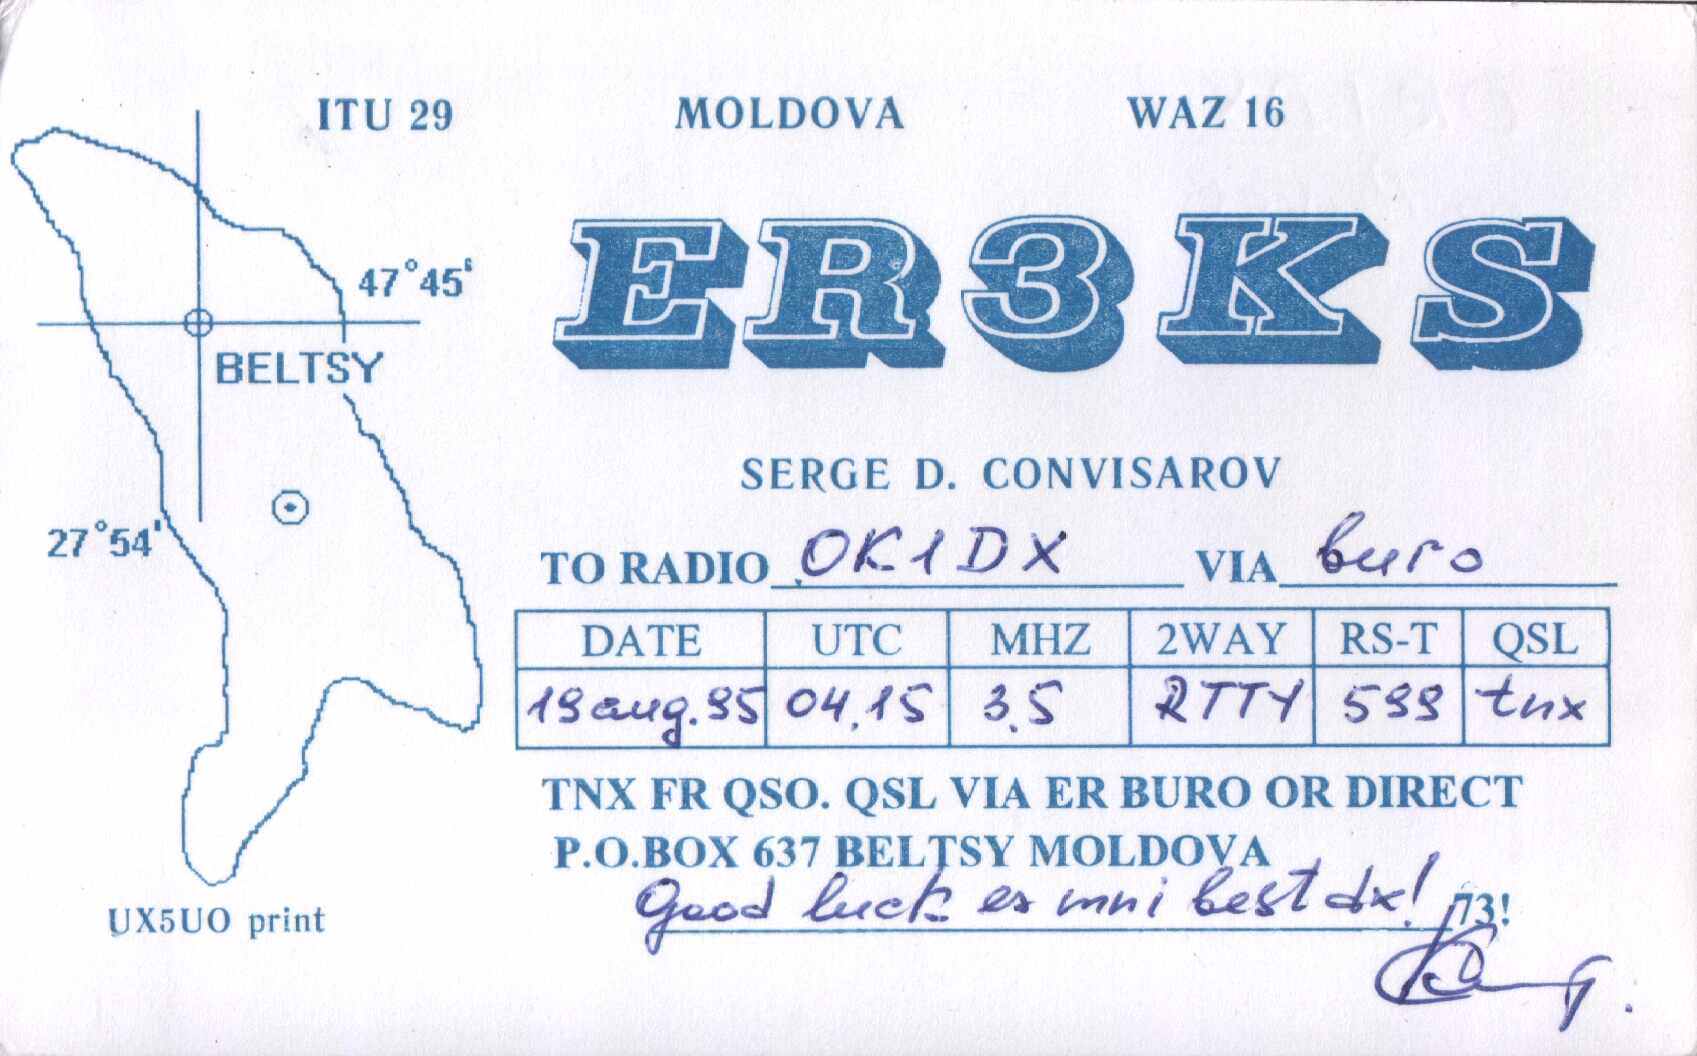 ITU 29 MOLDOVA WAZ 16
ER3KS
47°45'
BELTSY
27°54'
SERGE D. CONVISAROV
TO RADIO OK1DX VIA buro
DATE UTC MHZ 2WAY RS-T QSL
19 aug. 95 04.15 3.5 RTTY 599 tnx
TNX FR QSO. QSL VIA ER BURO OR DIRECT
P.O.BOX 637 BELTSY MOLDOVA
Good luck es mni best dx! 73!
UX5UO print